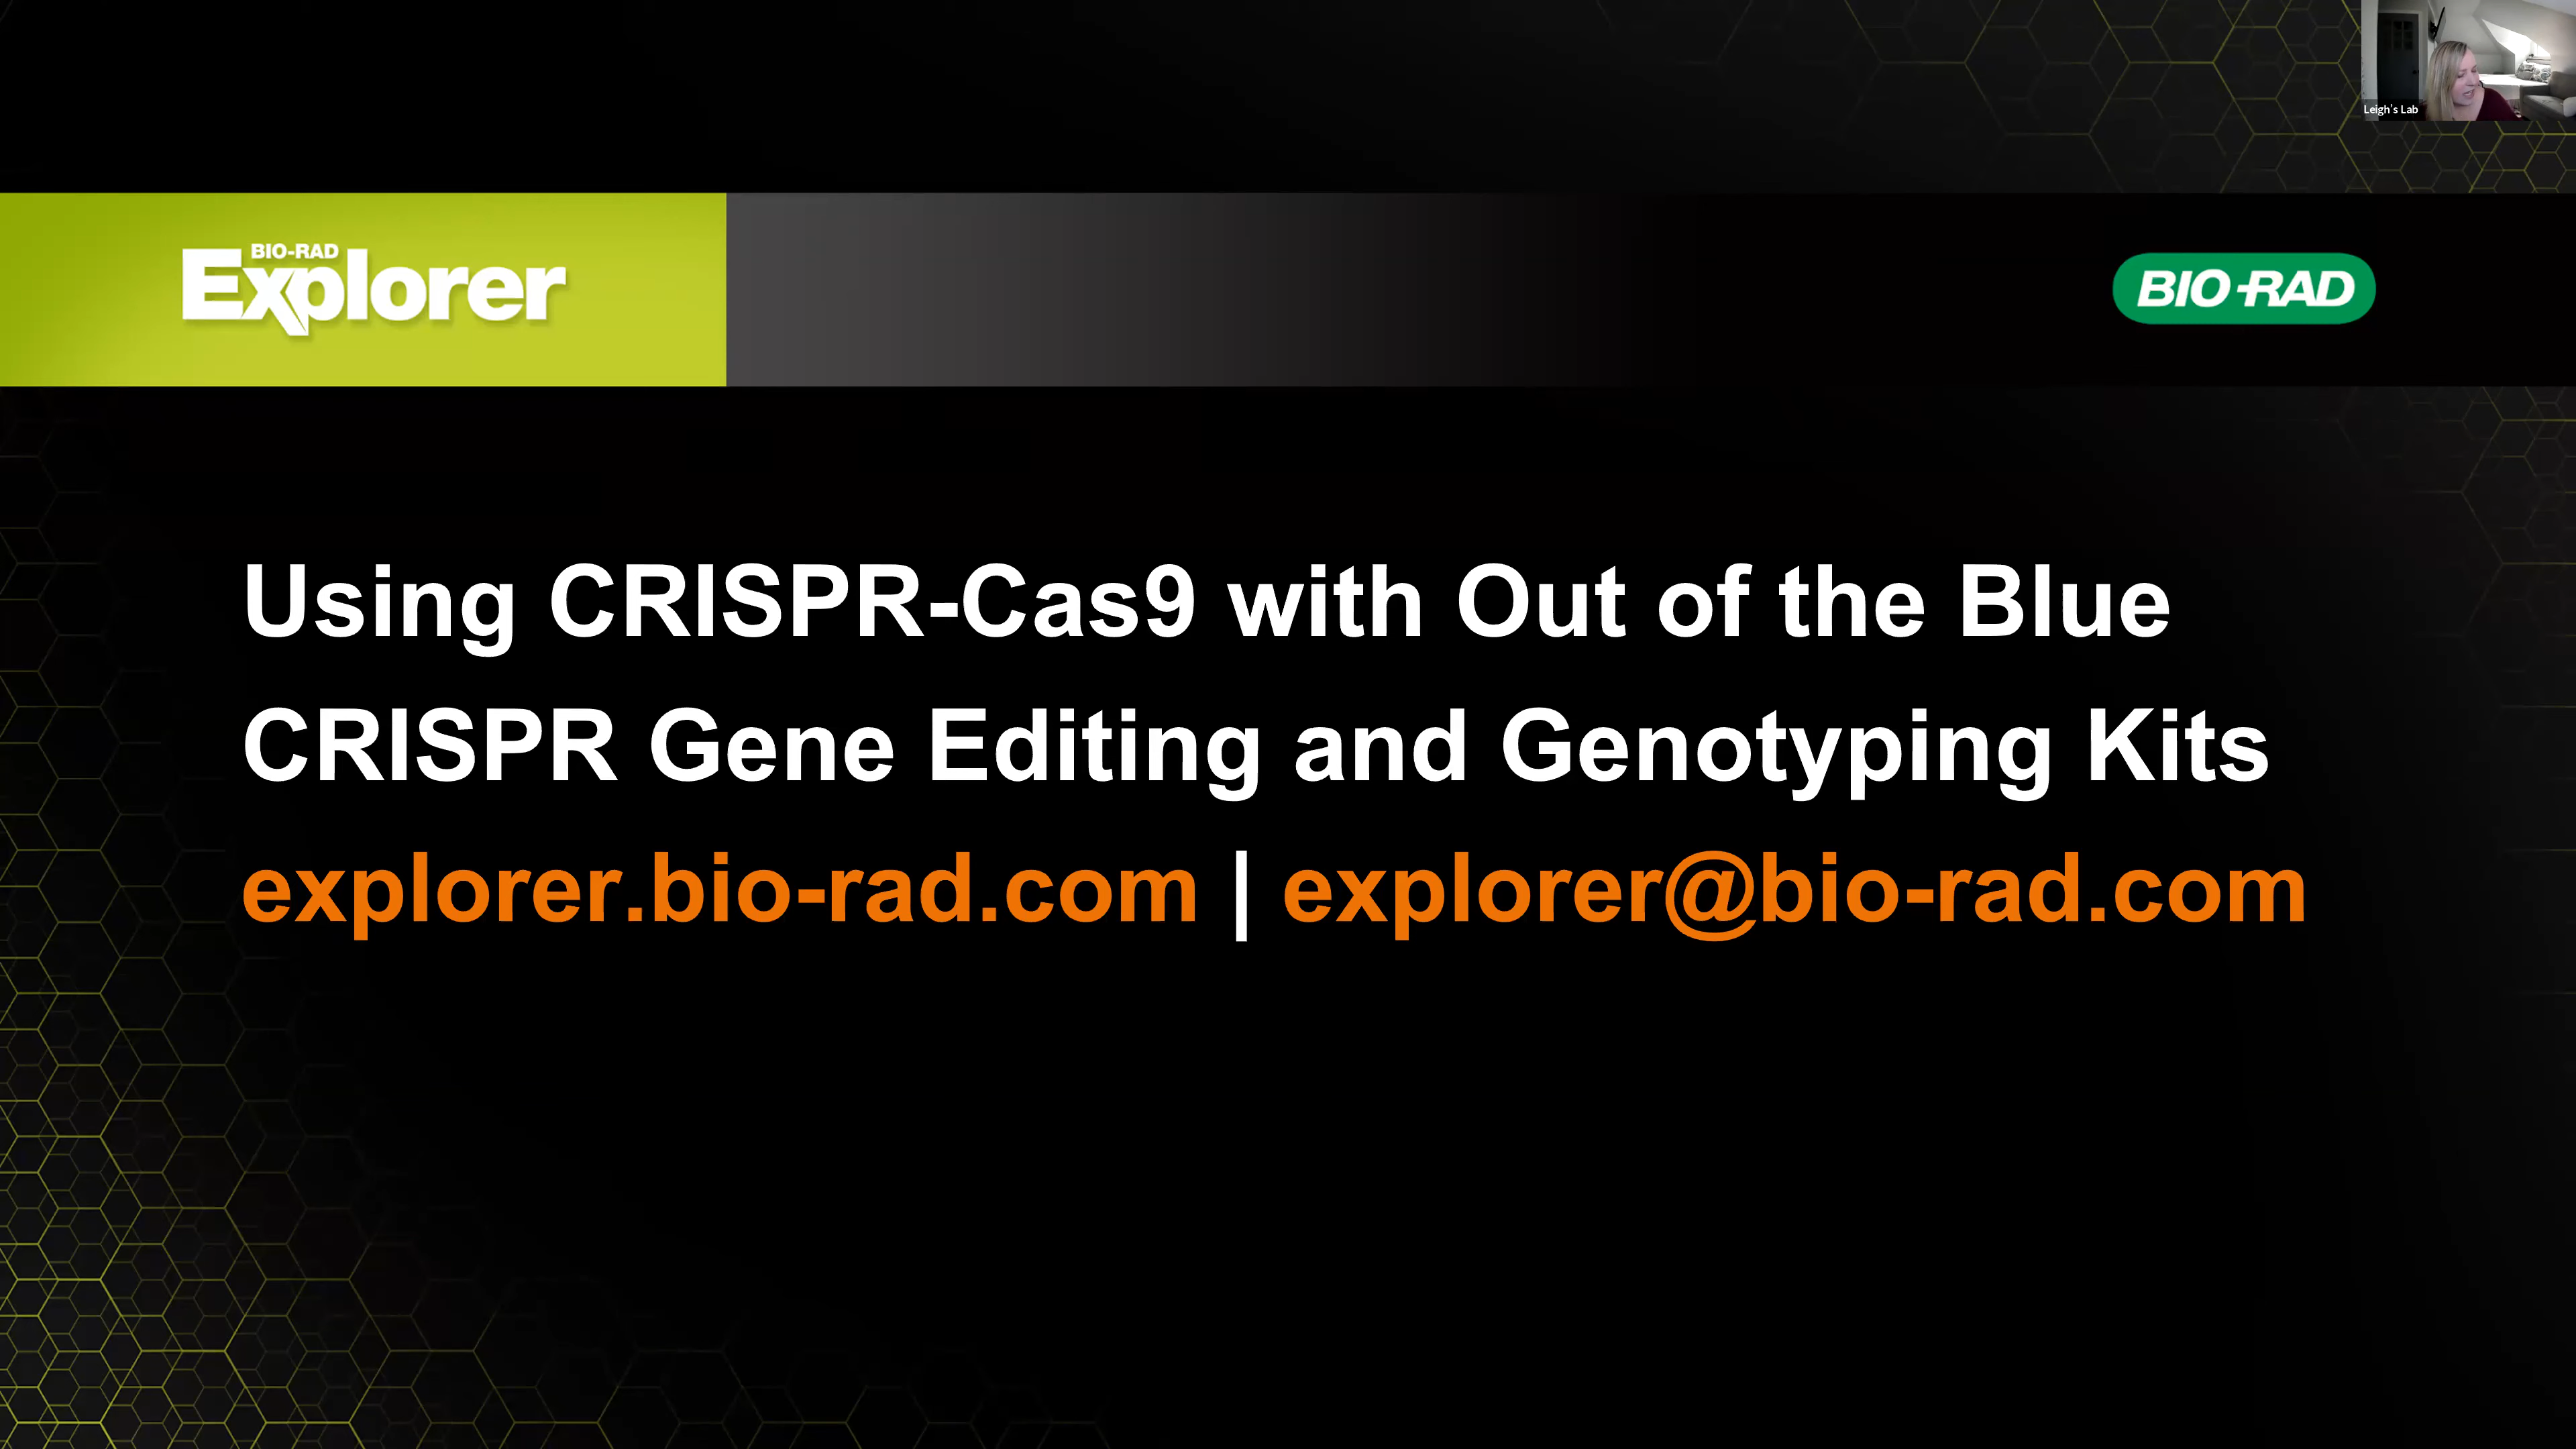 Leigh's Lab
BIO-RAD
Explorer
BIO-RAD
Using CRISPR-Cas9 with Out of the Blue
CRISPR Gene Editing and Genotyping Kits
explorer.bio-rad.com | explorer@bio-rad.com